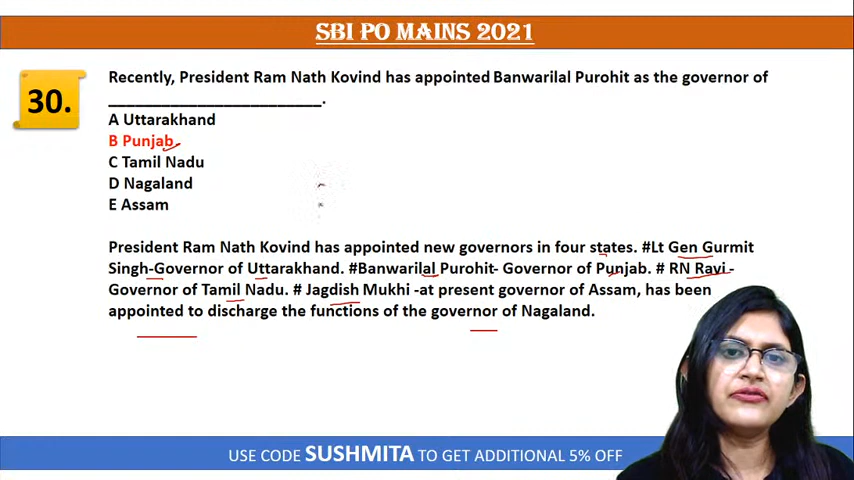 SBI PO MAINS 2021
30.
Recently, President Ram Nath Kovind has appointed Banwarilal Purohit as the governor of
________________________.
A Uttarakhand
B Punjab
C Tamil Nadu
D Nagaland
E Assam
President Ram Nath Kovind has appointed new governors in four states. #Lt Gen Gurmit
Singh-Governor of Uttarakhand. #Banwarilal Purohit- Governor of Punjab. # RN Ravi -
Governor of Tamil Nadu. # Jagdish Mukhi -at present governor of Assam, has been
appointed to discharge the functions of the governor of Nagaland.
USE CODE SUSHMITA TO GET ADDITIONAL 5% OFF